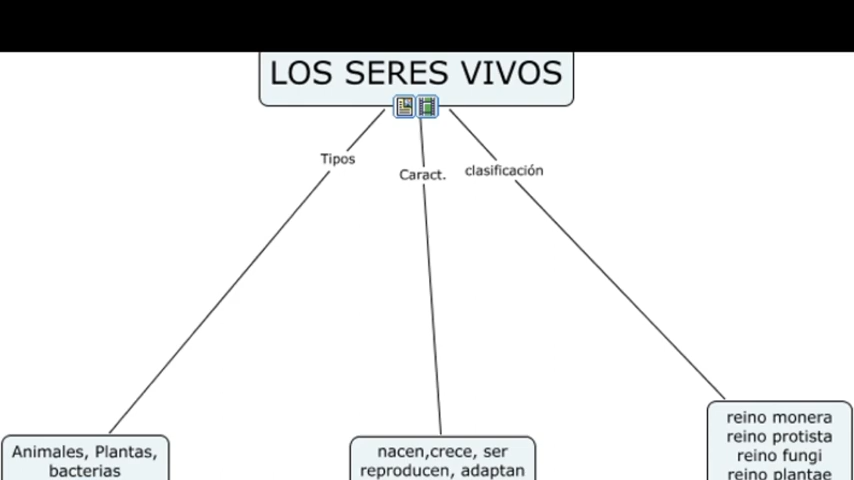 LOS SERES VIVOS
Tipos
Caract.
clasificación
Animales, Plantas,
bacterias
nacen,crece, ser
reproducen, adaptan
reino monera
reino protista
reino fungi
reino plantae